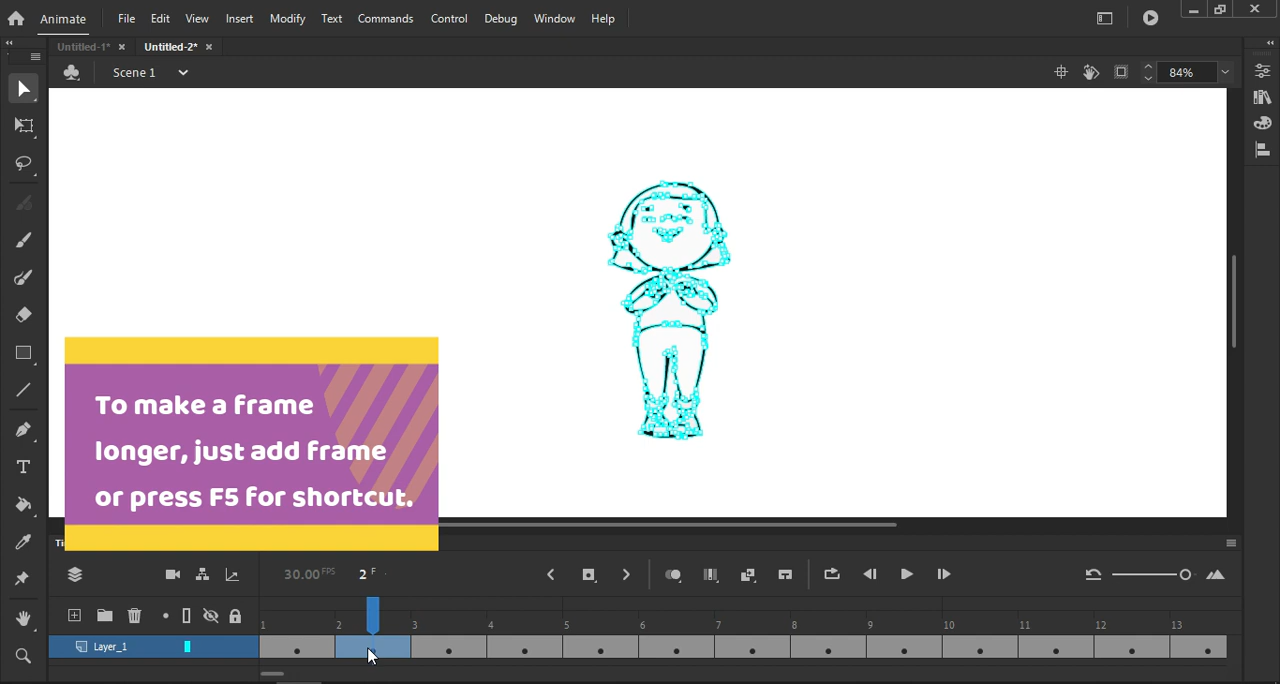 Animate File Edit View Insert Modify Text Commands Control Debug Window Help
Untitled-1* Untitled-2*
Scene 1 84%
To make a frame
longer, just add frame
or press F5 for shortcut.
30.00 FPS 2 F
1 2 3 4 5 6 7 8 9 10 11 12 13
Layer_1